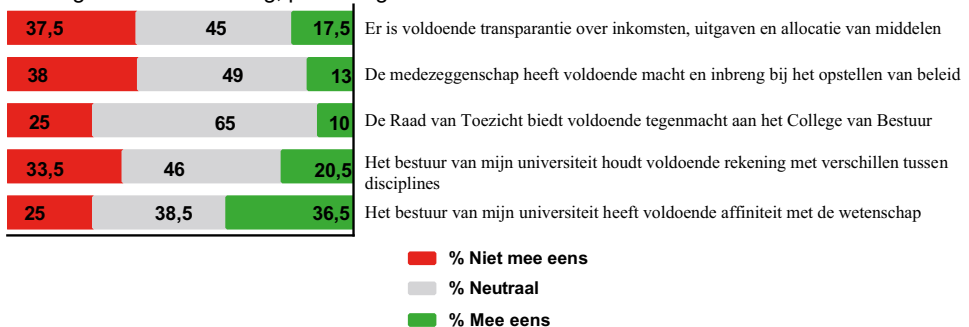 37,5 45 17,5 Er is voldoende transparantie over inkomsten, uitgaven en allocatie van middelen
38 49 13 De medezeggenschap heeft voldoende macht en inbreng bij het opstellen van beleid
25 65 10 De Raad van Toezicht biedt voldoende tegenmacht aan het College van Bestuur
33,5 46 20,5 Het bestuur van mijn universiteit houdt voldoende rekening met verschillen tussen
disciplines
25 38,5 36,5 Het bestuur van mijn universiteit heeft voldoende affiniteit met de wetenschap
% Niet mee eens
% Neutraal
% Mee eens